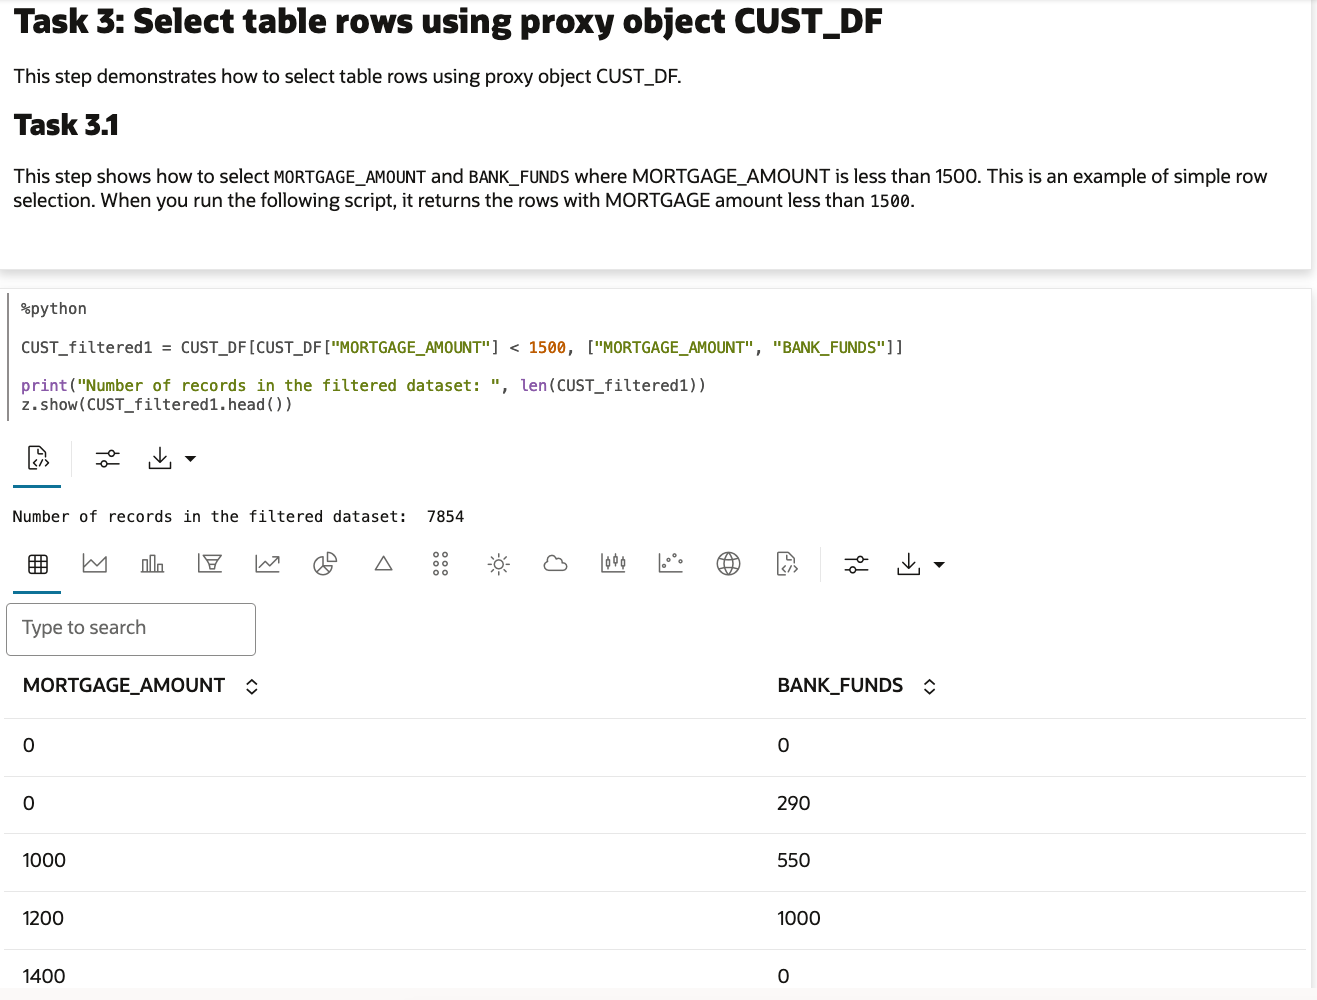 Task 3: Select table rows using proxy object CUST_DF
This step demonstrates how to select table rows using proxy object CUST_DF.
Task 3.1
This step shows how to select MORTGAGE_AMOUNT and BANK_FUNDS where MORTGAGE_AMOUNT is less than 1500. This is an example of simple row
selection. When you run the following script, it returns the rows with MORTGAGE amount less than 1500.
%python
CUST_filtered1 = CUST_DF[CUST_DF["MORTGAGE_AMOUNT"] < 1500, ["MORTGAGE_AMOUNT", "BANK_FUNDS"]]
print("Number of records in the filtered dataset: ", len(CUST_filtered1))
z.show(CUST_filtered1.head())
Number of records in the filtered dataset:  7854
Type to search
MORTGAGE_AMOUNT BANK_FUNDS
0 0
0 290
1000 550
1200 1000
1400 0